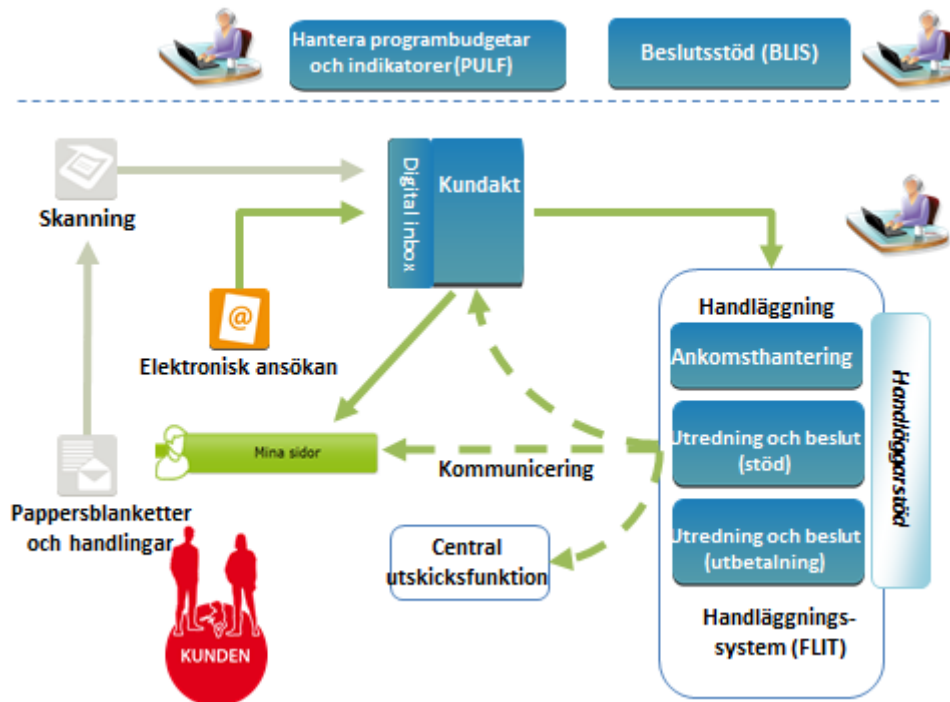 Hantera programbudgetar
och indikatorer(PULF)
Beslutsstöd (BLIS)
Skanning
Digital inbox
Kundakt
@
Elektronisk ansökan
Handläggning
Ankomsthantering
Utredning och beslut
(stöd)
Utredning och beslut
(utbetalning)
Handläggnings-
system (FLIT)
Handläggarstöd
Mina sidor
Kommunicering
Pappersblanketter
och handlingar
Central
utskicksfunktion
KUNDEN